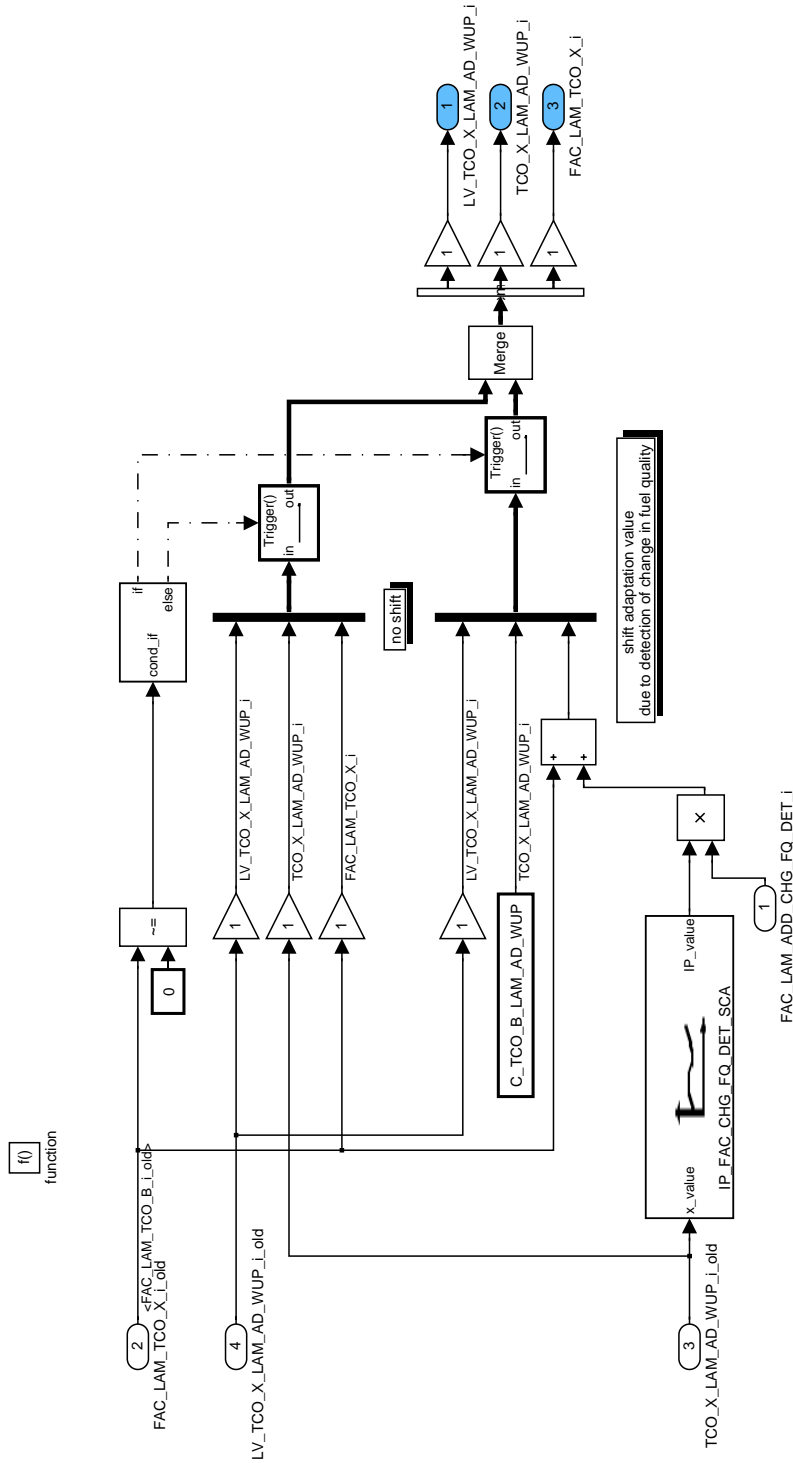 f()
function
2
<FAC_LAM_TCO_B_i_old>
FAC_LAM_TCO_X_i_old
0
~=
cond_if
if
else
4
LV_TCO_X_LAM_AD_WUP_i_old
1
LV_TCO_X_LAM_AD_WUP_i
1
TCO_X_LAM_AD_WUP_i
1
FAC_LAM_TCO_X_i
Trigger()
in
out
no shift
1
LV_TCO_X_LAM_AD_WUP_i
C_TCO_B_LAM_AD_WUP
TCO_X_LAM_AD_WUP_i
+
+
Trigger()
in
out
Merge
1
1
LV_TCO_X_LAM_AD_WUP_i
1
2
TCO_X_LAM_AD_WUP_i
1
3
FAC_LAM_TCO_X_i
shift adaptation value
due to detection of change in fuel quality
3
TCO_X_LAM_AD_WUP_i_old
x_value
IP_value
IP_FAC_CHG_FQ_DET_SCA
×
1
FAC_LAM_ADD_CHG_FQ_DET_i